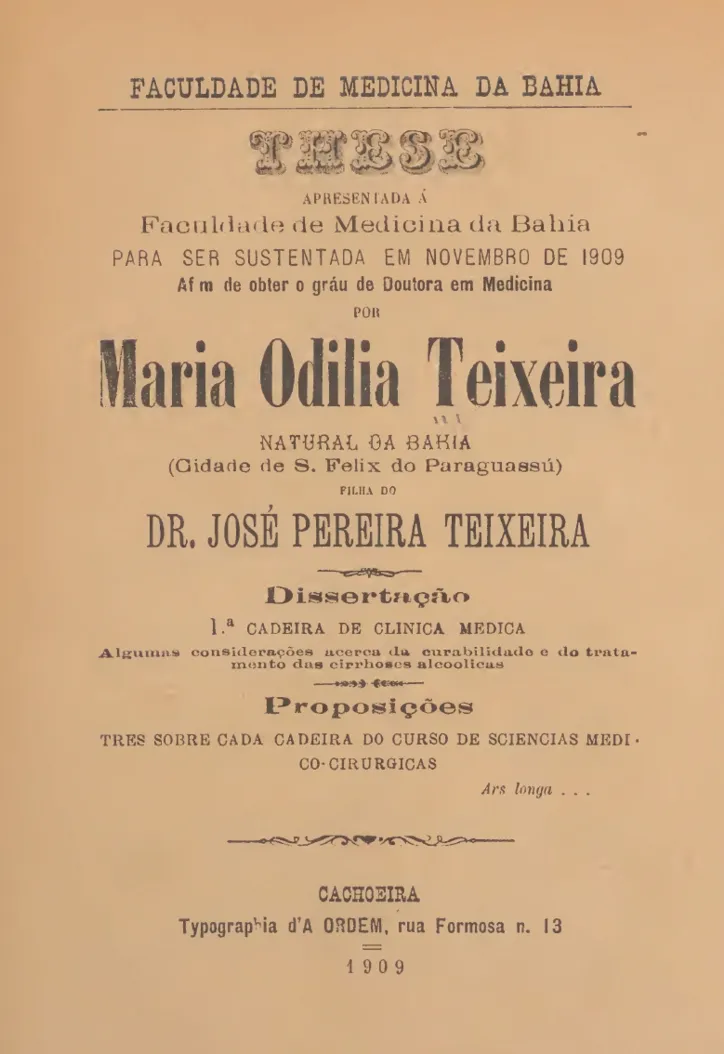 FACULDADE DE MEDICINA DA BAHIA
THESE
APRESENTADA Á
Faculdade de Medicina da Bahia
PARA SER SUSTENTADA EM NOVEMBRO DE 1909
Afim de obter o gráu de Doutora em Medicina
POR
Maria Odilia Teixeira
NATURAL DA BAHIA
(Cidade de S. Felix do Paraguassú)
FILHA DO
DR. JOSÉ PEREIRA TEIXEIRA
Dissertação
1.ª CADEIRA DE CLINICA MEDICA
Algumas considerações acerca da curabilidade e do trata-
mento das cirrhoses alcoolicas
Proposições
TRES SOBRE CADA CADEIRA DO CURSO DE SCIENCIAS MEDI-
CO-CIRURGICAS
Ars longa . . .
CACHOEIRA
Typographia d'A ORDEM, rua Formosa n. 13
1909